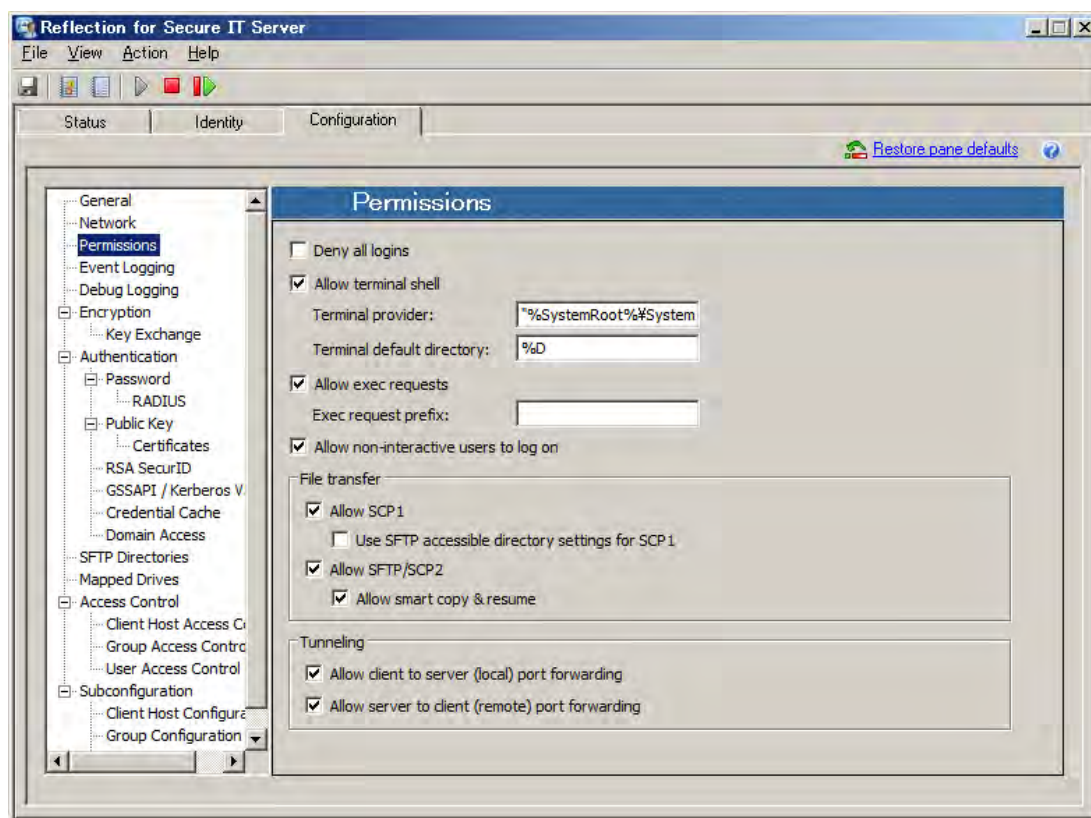 Reflection for Secure IT Server
File View Action Help
Status Identity Configuration
Restore pane defaults
General
Network
Permissions
Event Logging
Debug Logging
Encryption
Key Exchange
Authentication
Password
RADIUS
Public Key
Certificates
RSA SecurID
GSSAPI / Kerberos V
Credential Cache
Domain Access
SFTP Directories
Mapped Drives
Access Control
Client Host Access
Group Access Contro
User Access Control
Subconfiguration
Client Host Configura
Group Configuration
Permissions
Deny all logins
Allow terminal shell
Terminal provider: "%SystemRoot%¥System
Terminal default directory: %D
Allow exec requests
Exec request prefix:
Allow non-interactive users to log on
File transfer
Allow SCP1
Use SFTP accessible directory settings for SCP1
Allow SFTP/SCP2
Allow smart copy & resume
Tunneling
Allow client to server (local) port forwarding
Allow server to client (remote) port forwarding